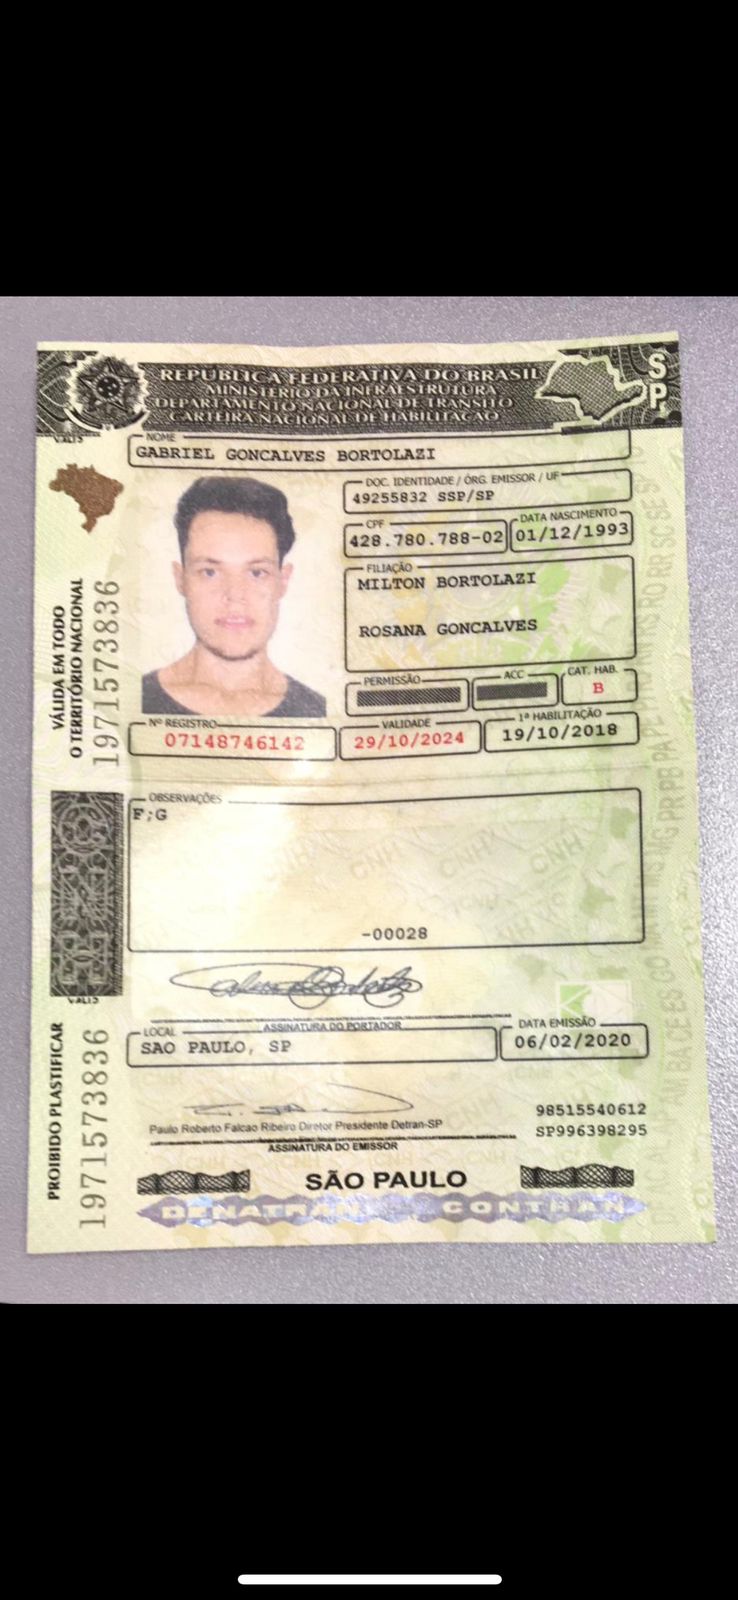 REPÚBLICA FEDERATIVA DO BRASIL
MINISTÉRIO DA INFRAESTRUTURA
DEPARTAMENTO NACIONAL DE TRÂNSITO
CARTEIRA NACIONAL DE HABILITAÇÃO
SP
NOME
GABRIEL GONCALVES BORTOLAZI
DOC. IDENTIDADE / ÓRG. EMISSOR / UF
49255832 SSP/SP
CPF
428.780.788-02
DATA NASCIMENTO
01/12/1993
FILIAÇÃO
MILTON BORTOLAZI
ROSANA GONCALVES
PERMISSÃO
ACC
CAT. HAB.
B
Nº REGISTRO
07148746142
VALIDADE
29/10/2024
1ª HABILITAÇÃO
19/10/2018
VÁLIDA EM TODO
O TERRITÓRIO NACIONAL
1971573836
OBSERVAÇÕES
F;G
-00028
ASSINATURA DO PORTADOR
LOCAL
SAO PAULO, SP
DATA EMISSÃO
06/02/2020
PROIBIDO PLASTIFICAR
1971573836
98515540612
SP996398295
Paulo Roberto Falcao Ribeiro Diretor Presidente Detran-SP
ASSINATURA DO EMISSOR
SÃO PAULO
DENATRAN CONTRAN